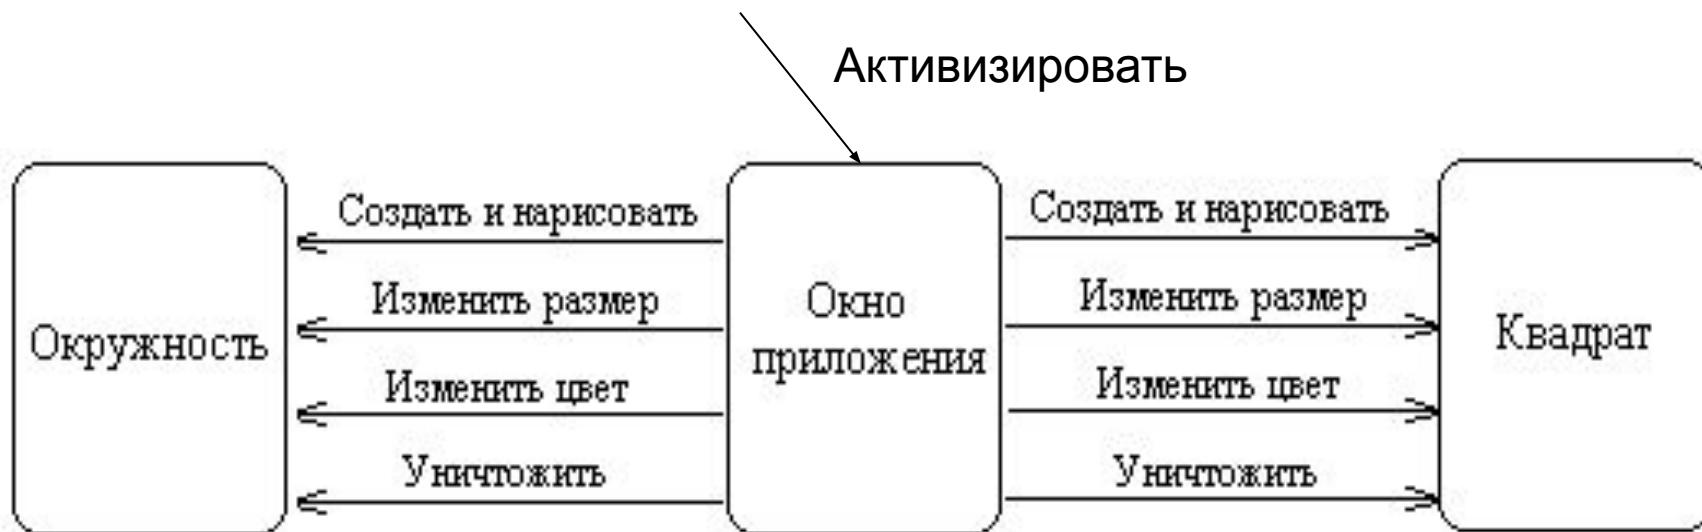 Активизировать
Создать и нарисовать
Создать и нарисовать
Изменить размер
Изменить размер
Окружность
Окно
приложения
Квадрат
Изменить цвет
Изменить цвет
Уничтожить
Уничтожить